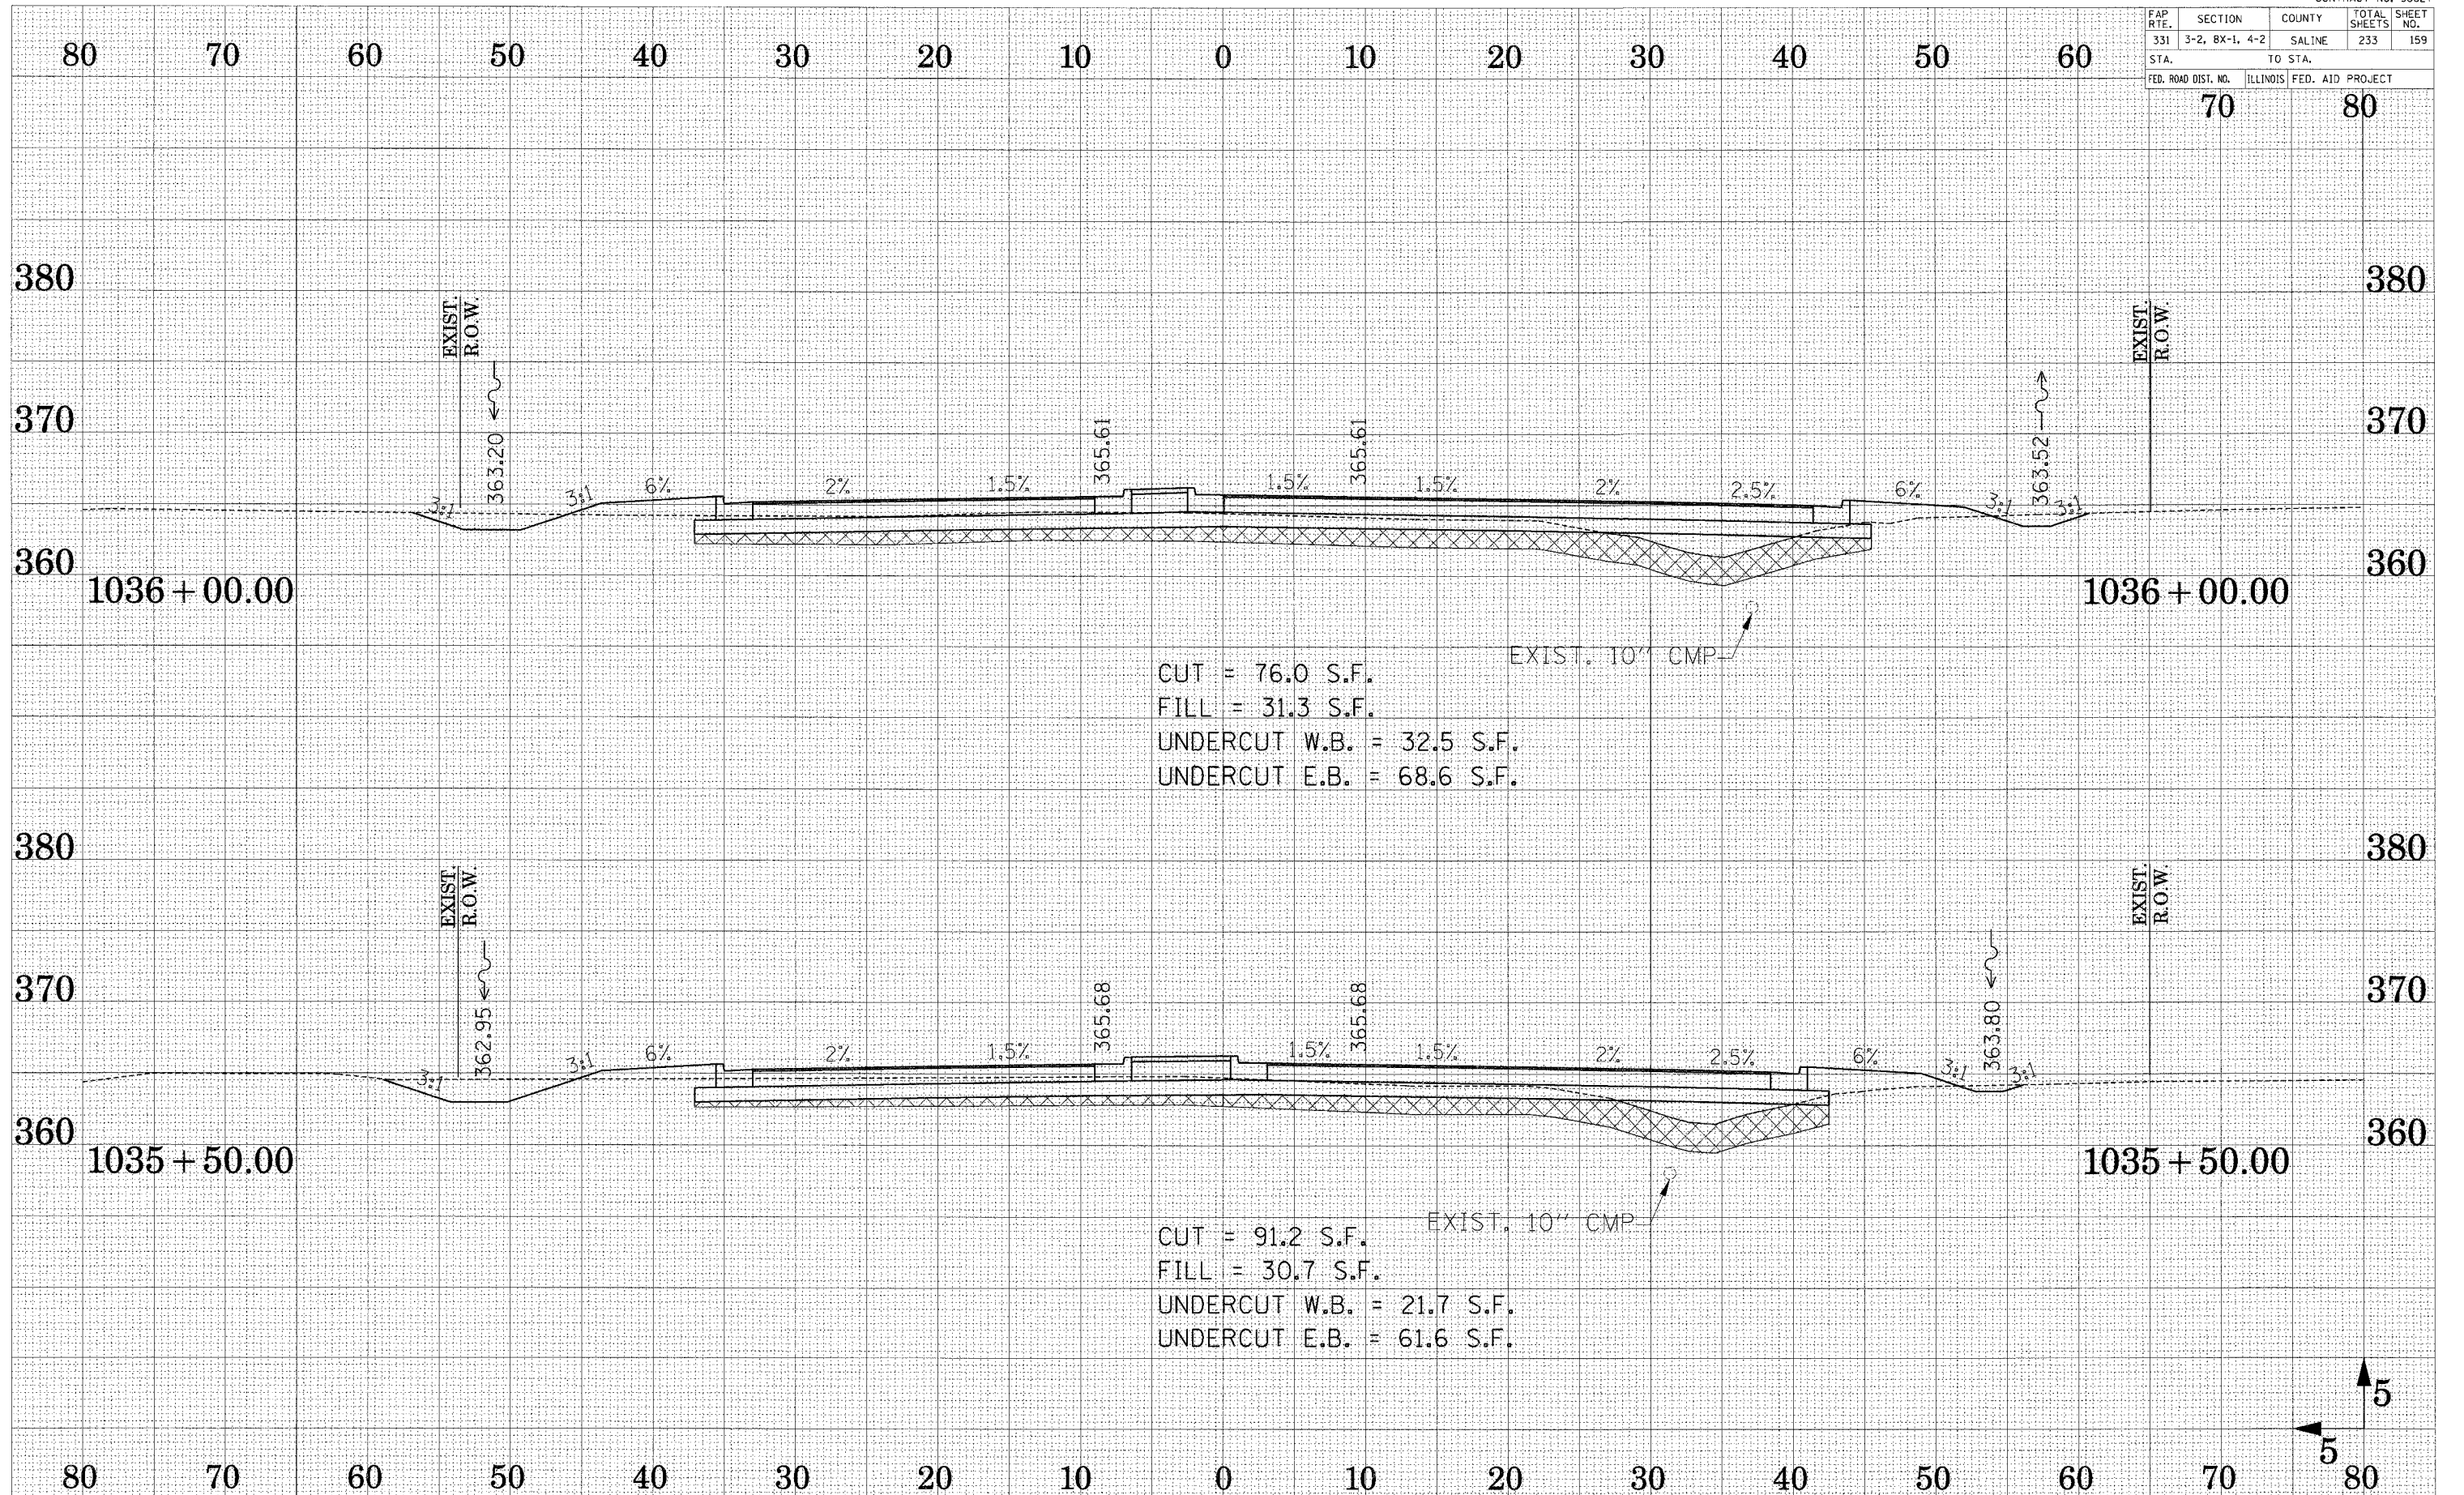 FAP RTE. SECTION COUNTY TOTAL SHEETS SHEET NO.
331 3-2, 8X-1, 4-2 SALINE 233 159
STA. TO STA.
FED. ROAD DIST. NO. ILLINOIS FED. AID PROJECT
80 70 60 50 40 30 20 10 0 10 20 30 40 50 60 70 80
380 380
EXIST. R.O.W. EXIST. R.O.W.
370 370
363.20 365.61 365.61 363.52
3:1 3:1 6% 2% 1.5% 1.5% 1.5% 2% 2.5% 6% 3:1 3:1
360 360
1036+00.00 1036+00.00
EXIST. 10" CMP
CUT = 76.0 S.F.
FILL = 31.3 S.F.
UNDERCUT W.B. = 32.5 S.F.
UNDERCUT E.B. = 68.6 S.F.
380 380
EXIST. R.O.W. EXIST. R.O.W.
370 370
362.95 365.68 365.68 363.80
3:1 3:1 6% 2% 1.5% 1.5% 1.5% 2% 2.5% 6% 3:1 3:1
360 360
1035+50.00 1035+50.00
EXIST. 10" CMP
CUT = 91.2 S.F.
FILL = 30.7 S.F.
UNDERCUT W.B. = 21.7 S.F.
UNDERCUT E.B. = 61.6 S.F.
5
5
80 70 60 50 40 30 20 10 0 10 20 30 40 50 60 70 80